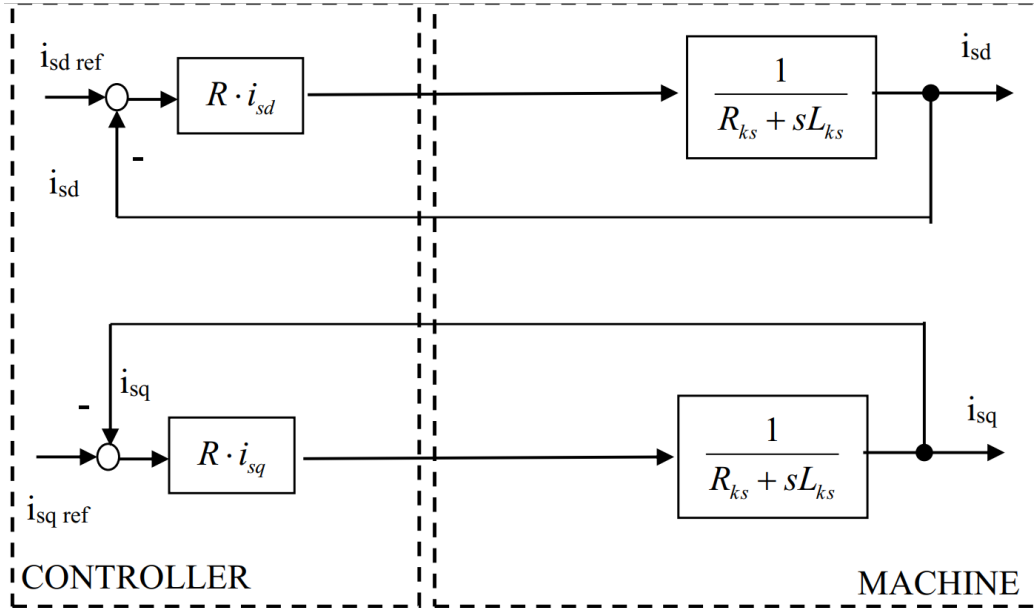 i_sd ref
R · i_sd
1
R_ks + sL_ks
i_sd
-
i_sd
i_sq
-
R · i_sq
1
R_ks + sL_ks
i_sq
i_sq ref
CONTROLLER
MACHINE